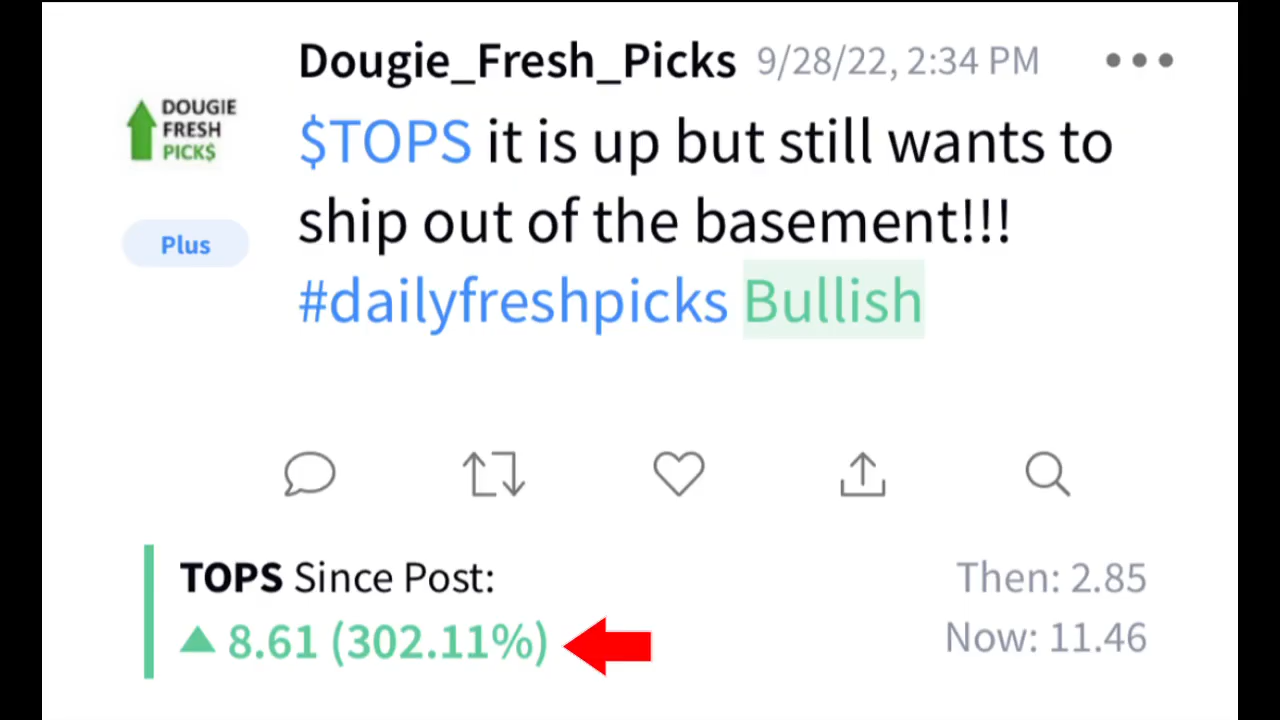 Dougie_Fresh_Picks 9/28/22, 2:34 PM
DOUGIE
FRESH
PICK$
$TOPS it is up but still wants to
ship out of the basement!!!
#dailyfreshpicks Bullish
Plus
TOPS Since Post:
Then: 2.85
8.61 (302.11%)
Now: 11.46